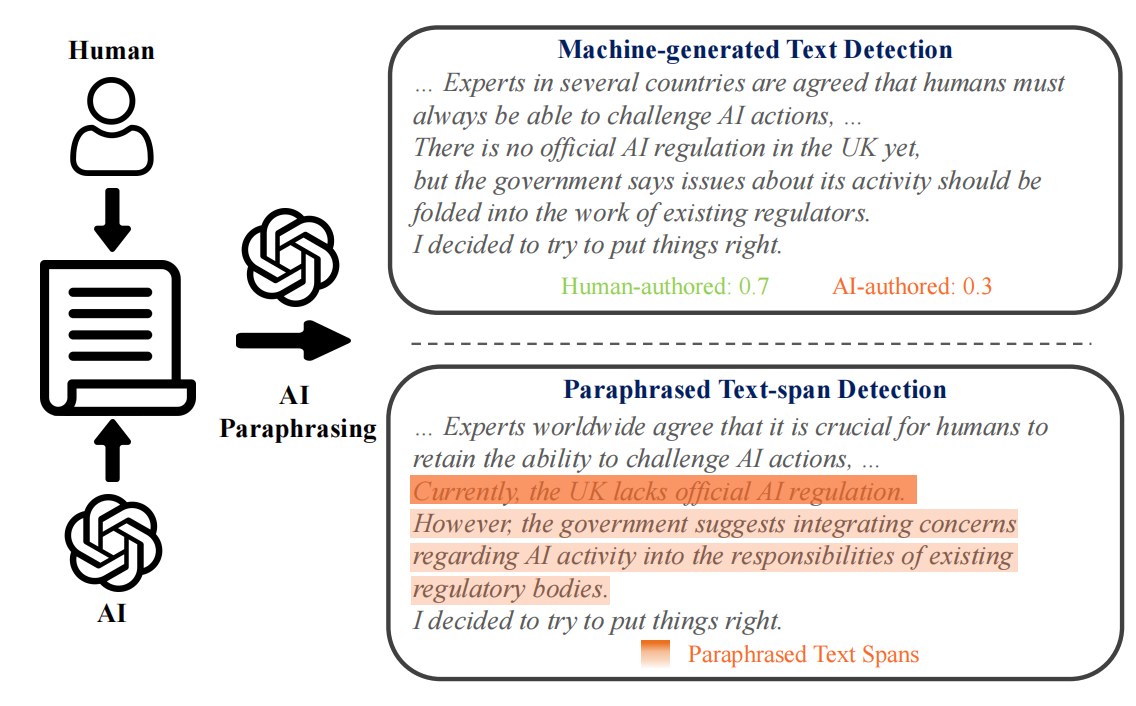 Human
AI
Paraphrasing
AI
Machine-generated Text Detection
... Experts in several countries are agreed that humans must
always be able to challenge AI actions, ...
There is no official AI regulation in the UK yet,
but the government says issues about its activity should be
folded into the work of existing regulators.
I decided to try to put things right.
Human-authored: 0.7 AI-authored: 0.3
Paraphrased Text-span Detection
... Experts worldwide agree that it is crucial for humans to
retain the ability to challenge AI actions, ...
Currently, the UK lacks official AI regulation.
However, the government suggests integrating concerns
regarding AI activity into the responsibilities of existing
regulatory bodies.
I decided to try to put things right.
Paraphrased Text Spans